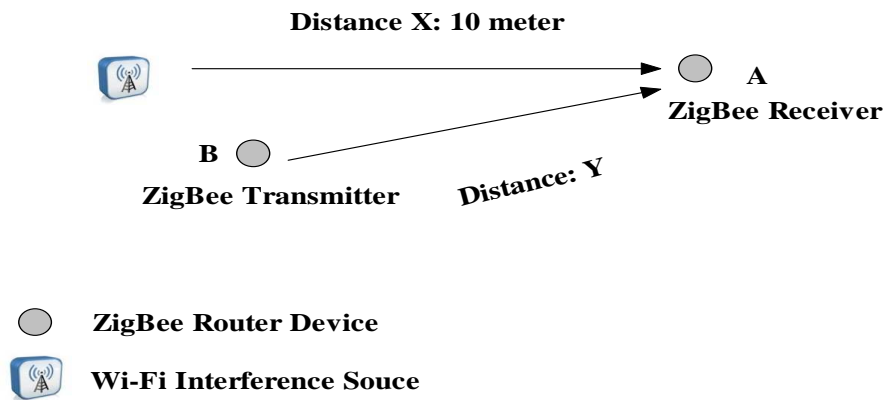 Distance X: 10 meter
A
ZigBee Receiver
B
ZigBee Transmitter
Distance: Y
ZigBee Router Device
Wi-Fi Interference Souce